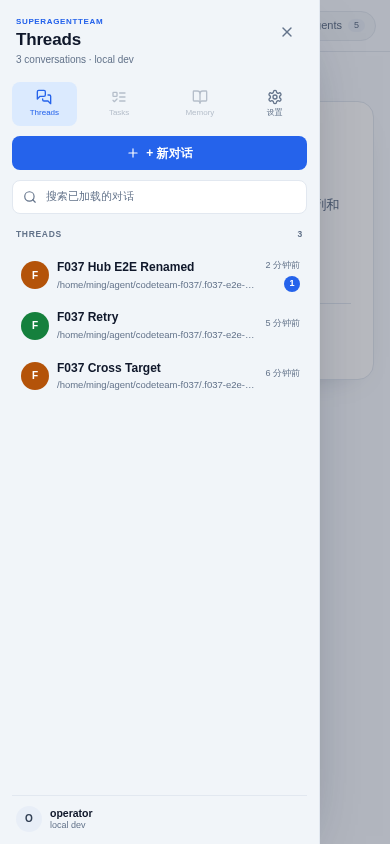 SUPERAGENTTEAM
Threads
3 conversations · local dev
ents 5
Threads
Tasks
Memory
设置
+ 新对话
搜索已加载的对话
THREADS 3
F
F037 Hub E2E Renamed
2 分钟前
/home/ming/agent/codeteam-f037/.f037-e2e-...
1
F
F037 Retry
5 分钟前
/home/ming/agent/codeteam-f037/.f037-e2e-...
F
F037 Cross Target
6 分钟前
/home/ming/agent/codeteam-f037/.f037-e2e-...
O
operator
local dev